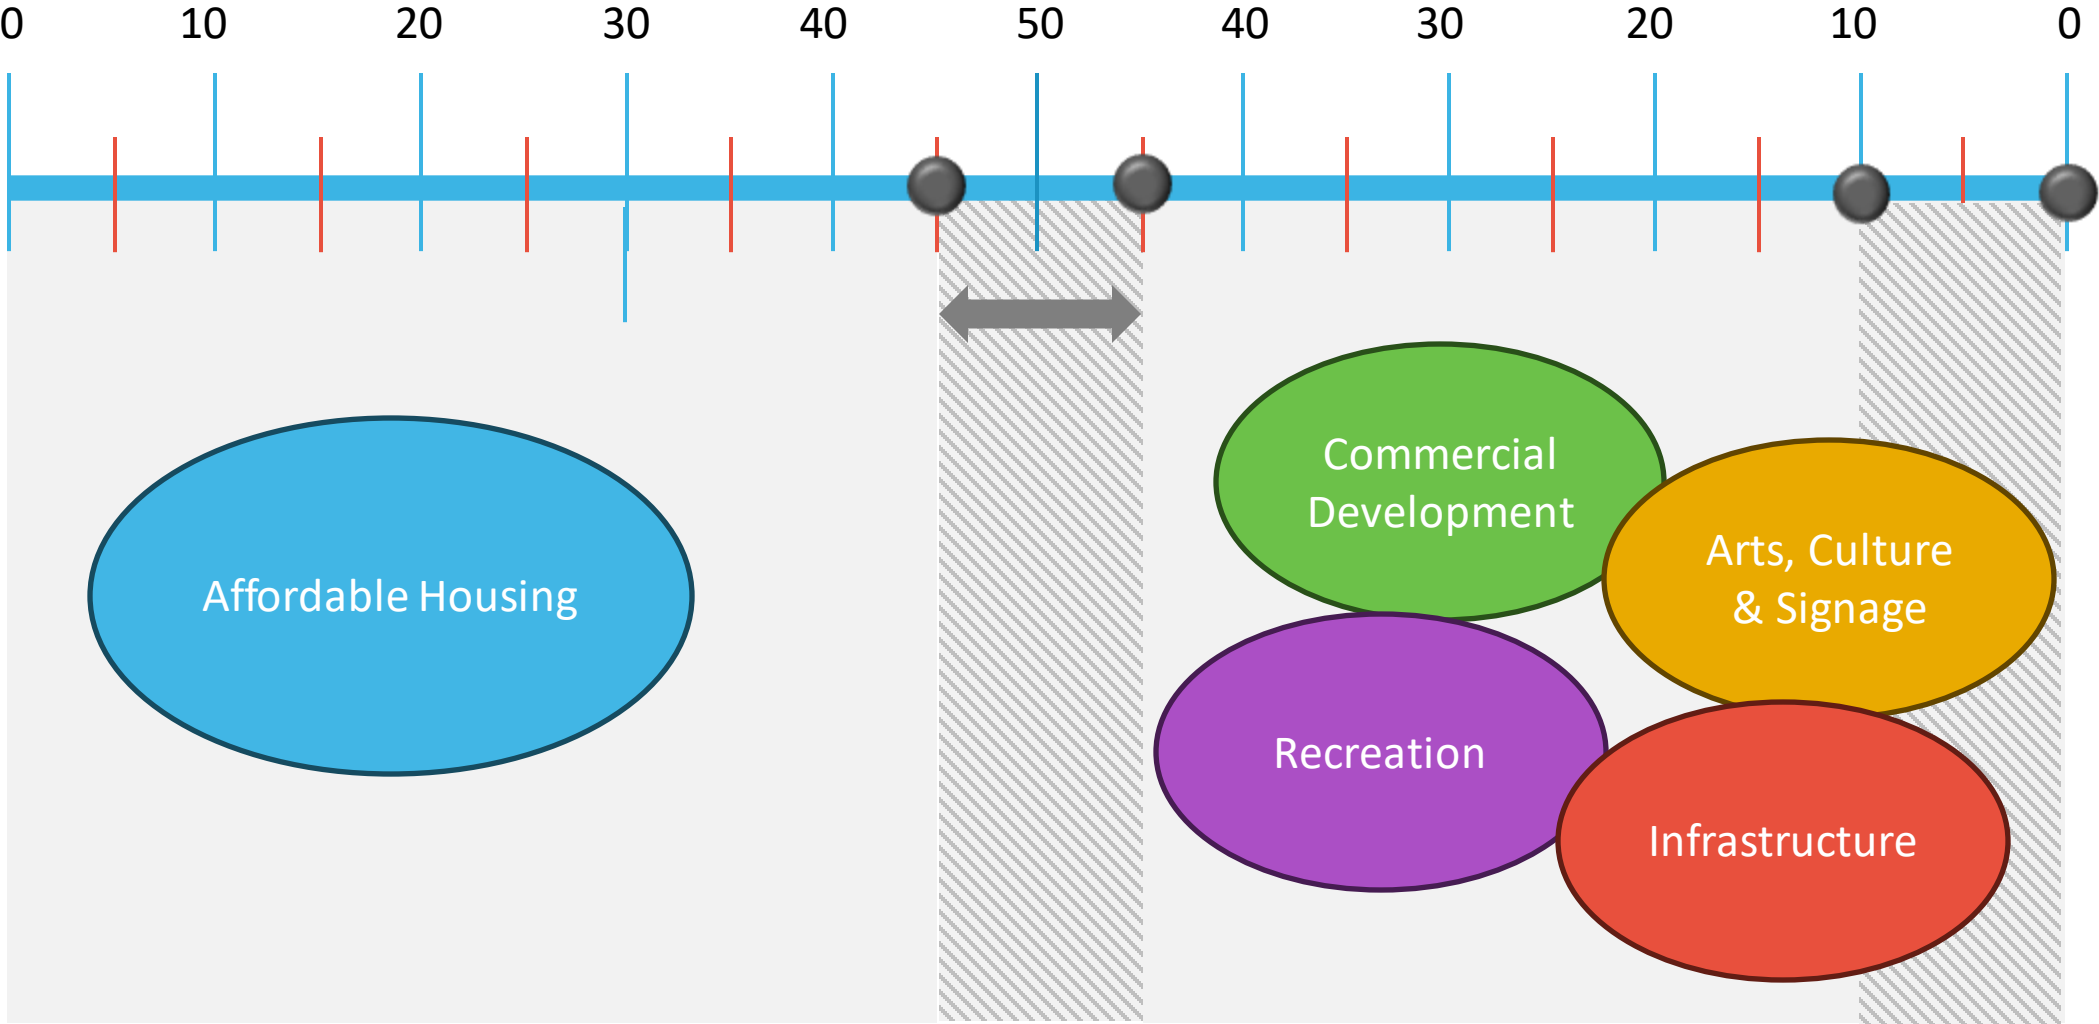 0 10 20 30 40 50 40 30 20 10 0
Commercial
Development
Arts, Culture
& Signage
Affordable Housing
Recreation
Infrastructure